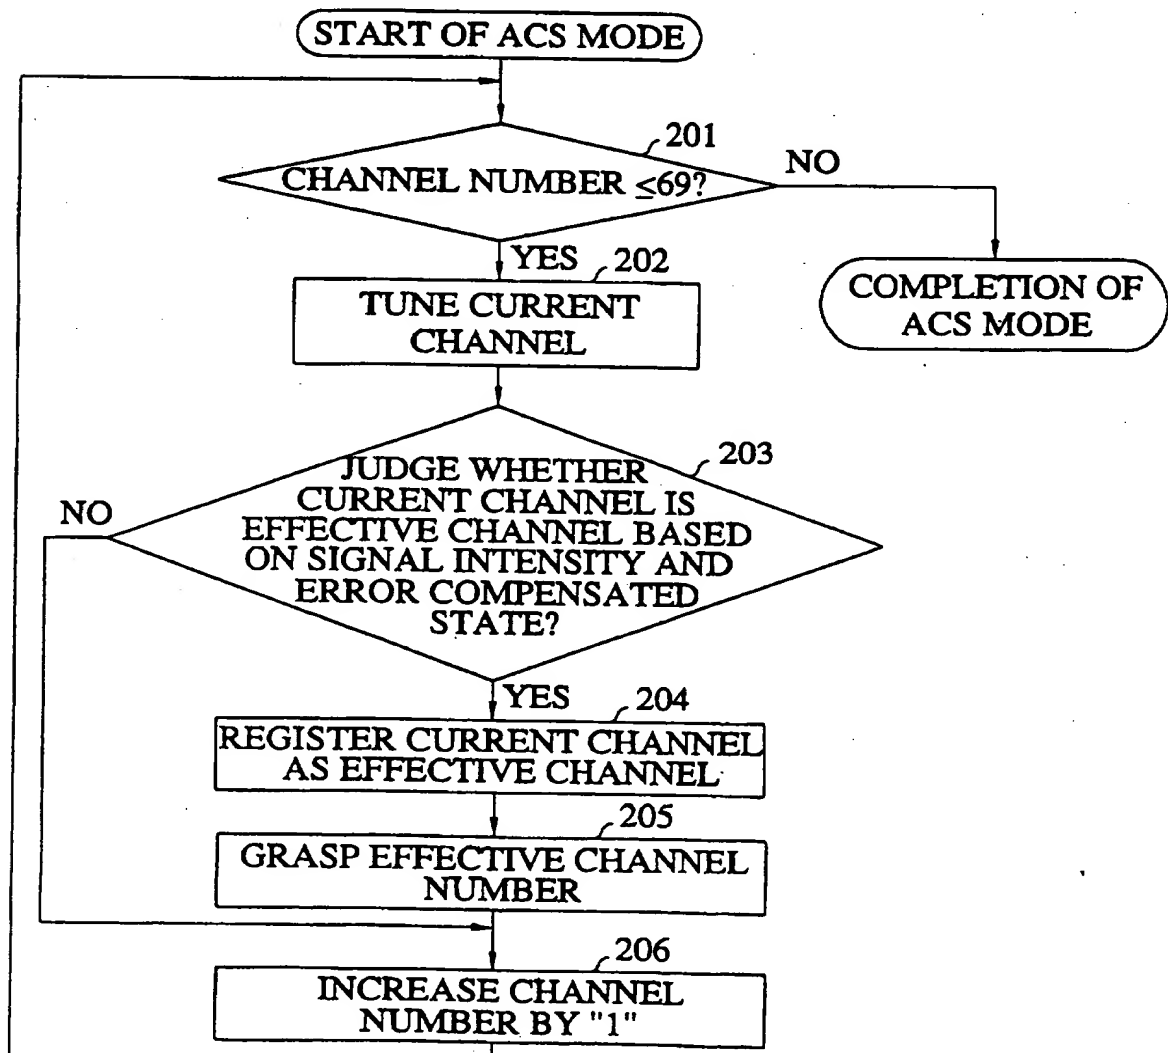 START OF ACS MODE
201
CHANNEL NUMBER ≤69?
NO
YES
202
COMPLETION OF
ACS MODE
TUNE CURRENT
CHANNEL
203
JUDGE WHETHER
CURRENT CHANNEL IS
EFFECTIVE CHANNEL BASED
ON SIGNAL INTENSITY AND
ERROR COMPENSATED
STATE?
NO
YES
204
REGISTER CURRENT CHANNEL
AS EFFECTIVE CHANNEL
205
GRASP EFFECTIVE CHANNEL
NUMBER
206
INCREASE CHANNEL
NUMBER BY "1"